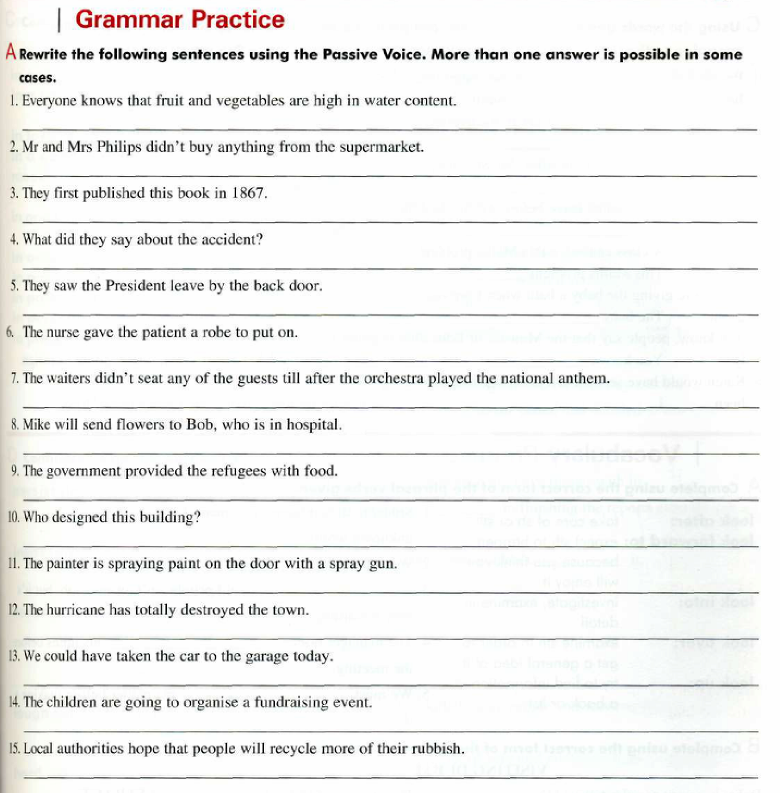 Grammar Practice
A Rewrite the following sentences using the Passive Voice. More than one answer is possible in some
cases.
1. Everyone knows that fruit and vegetables are high in water content.
2. Mr and Mrs Philips didn't buy anything from the supermarket.
3. They first published this book in 1867.
4. What did they say about the accident?
5. They saw the President leave by the back door.
6. The nurse gave the patient a robe to put on.
7. The waiters didn't seat any of the guests till after the orchestra played the national anthem.
8. Mike will send flowers to Bob, who is in hospital.
9. The government provided the refugees with food.
10. Who designed this building?
11. The painter is spraying paint on the door with a spray gun.
12. The hurricane has totally destroyed the town.
13. We could have taken the car to the garage today.
14. The children are going to organise a fundraising event.
15. Local authorities hope that people will recycle more of their rubbish.